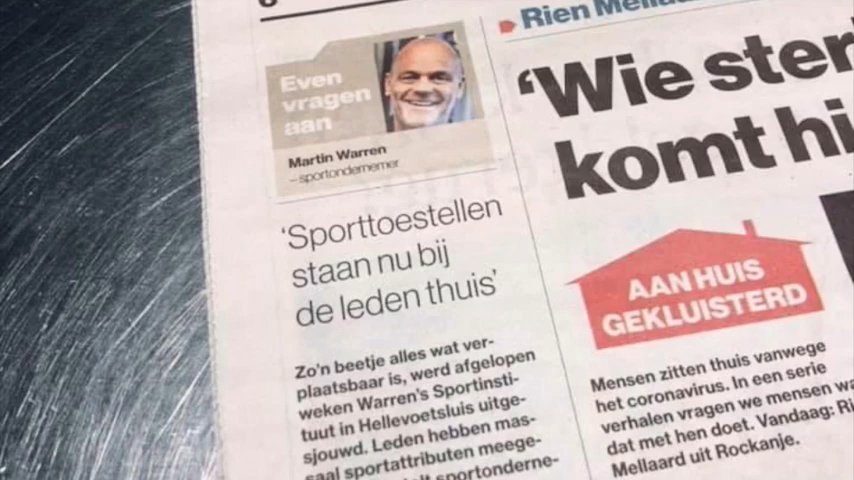 Even
vragen
aan
Martin Warren
– sportondernemer
'Sporttoestellen
staan nu bij
de leden thuis'
Zo'n beetje alles wat ver-
plaatsbaar is, werd afgelopen
weken Warren's Sportinsti-
tuut in Hellevoetsluis uitge-
sjouwd. Leden hebben mas-
saal sportattributen meege-
sportonderne-
Rien
'Wie ster
komt hi
AAN HUIS
GEKLUISTERD
Mensen zitten thuis vanwege
het coronavirus. In een serie
verhalen vragen we mensen wa
dat met hen doet. Vandaag: Ri
Mellaard uit Rockanje.